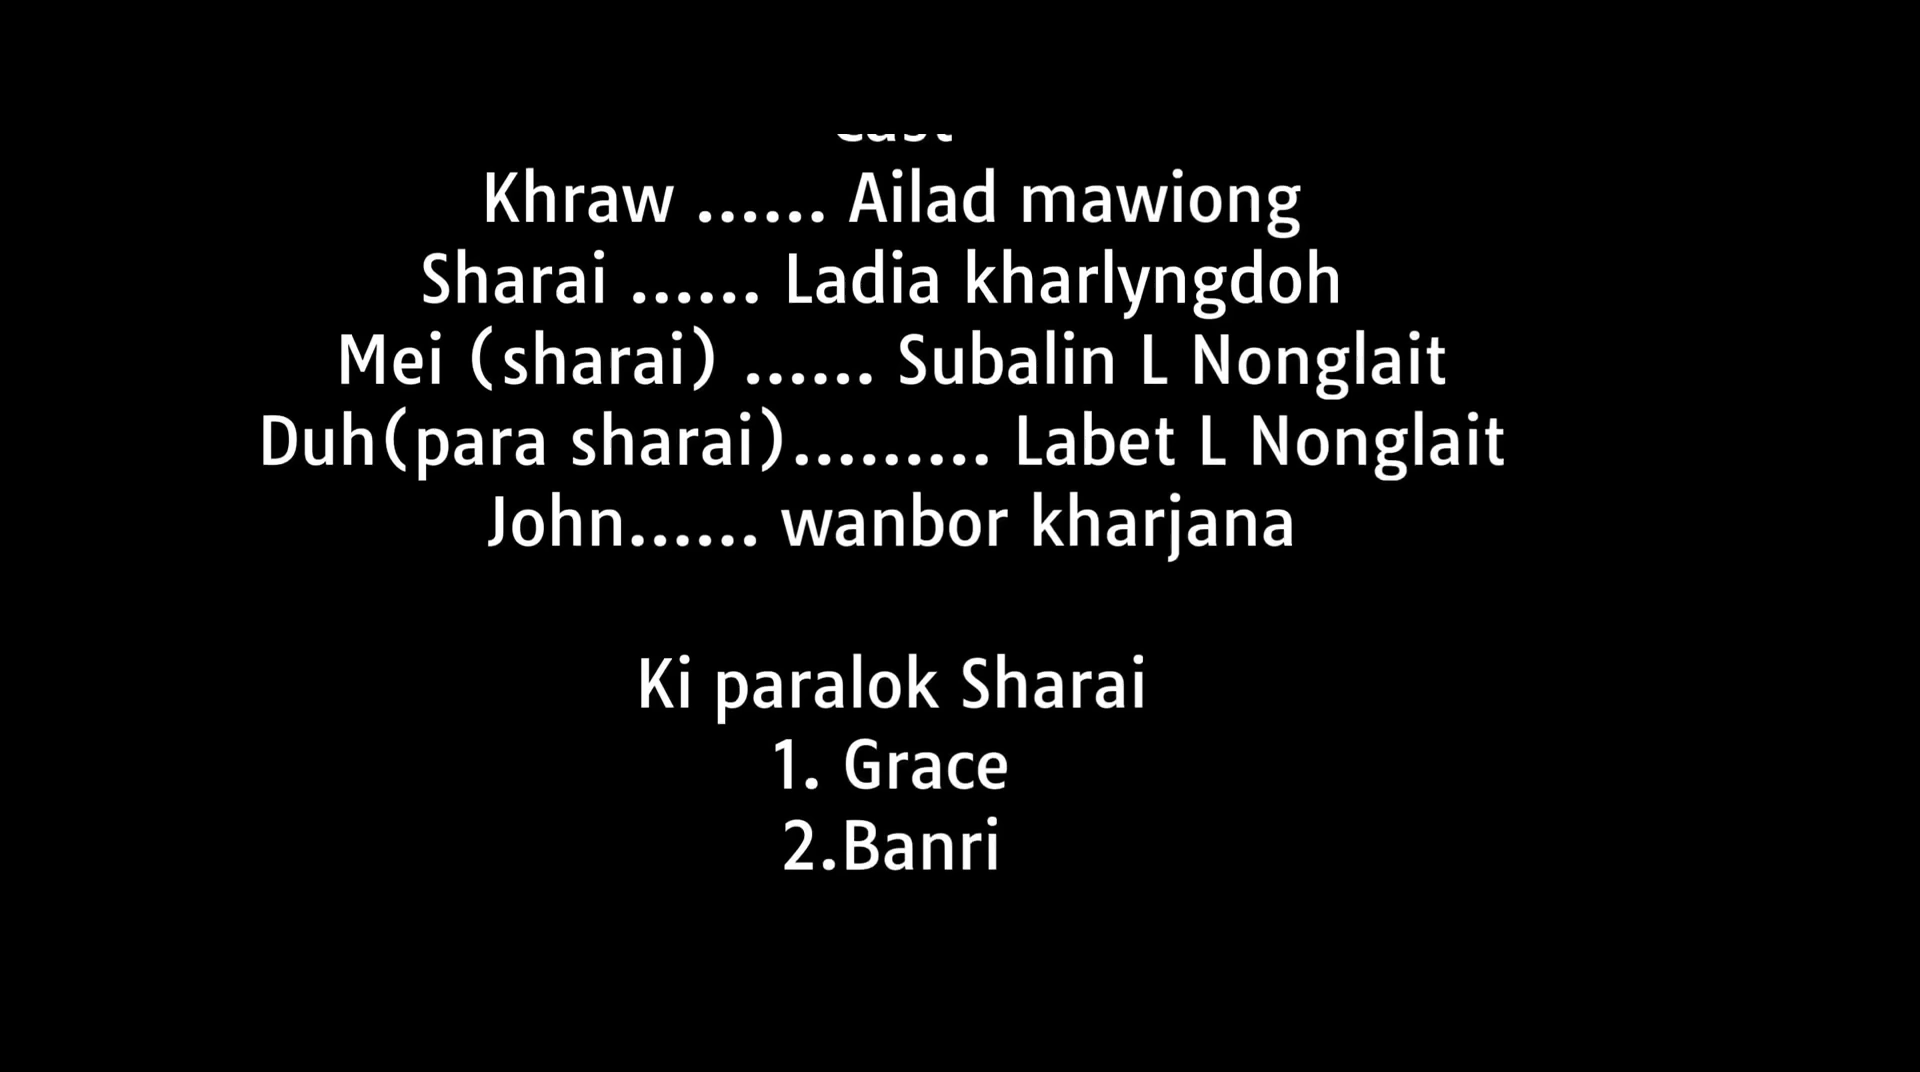 Cast
Khraw ...... Ailad mawiong
Sharai ...... Ladia kharlyngdoh
Mei (sharai) ...... Subalin L Nonglait
Duh(para sharai)......... Labet L Nonglait
John...... wanbor kharjana
Ki paralok Sharai
1. Grace
2.Banri